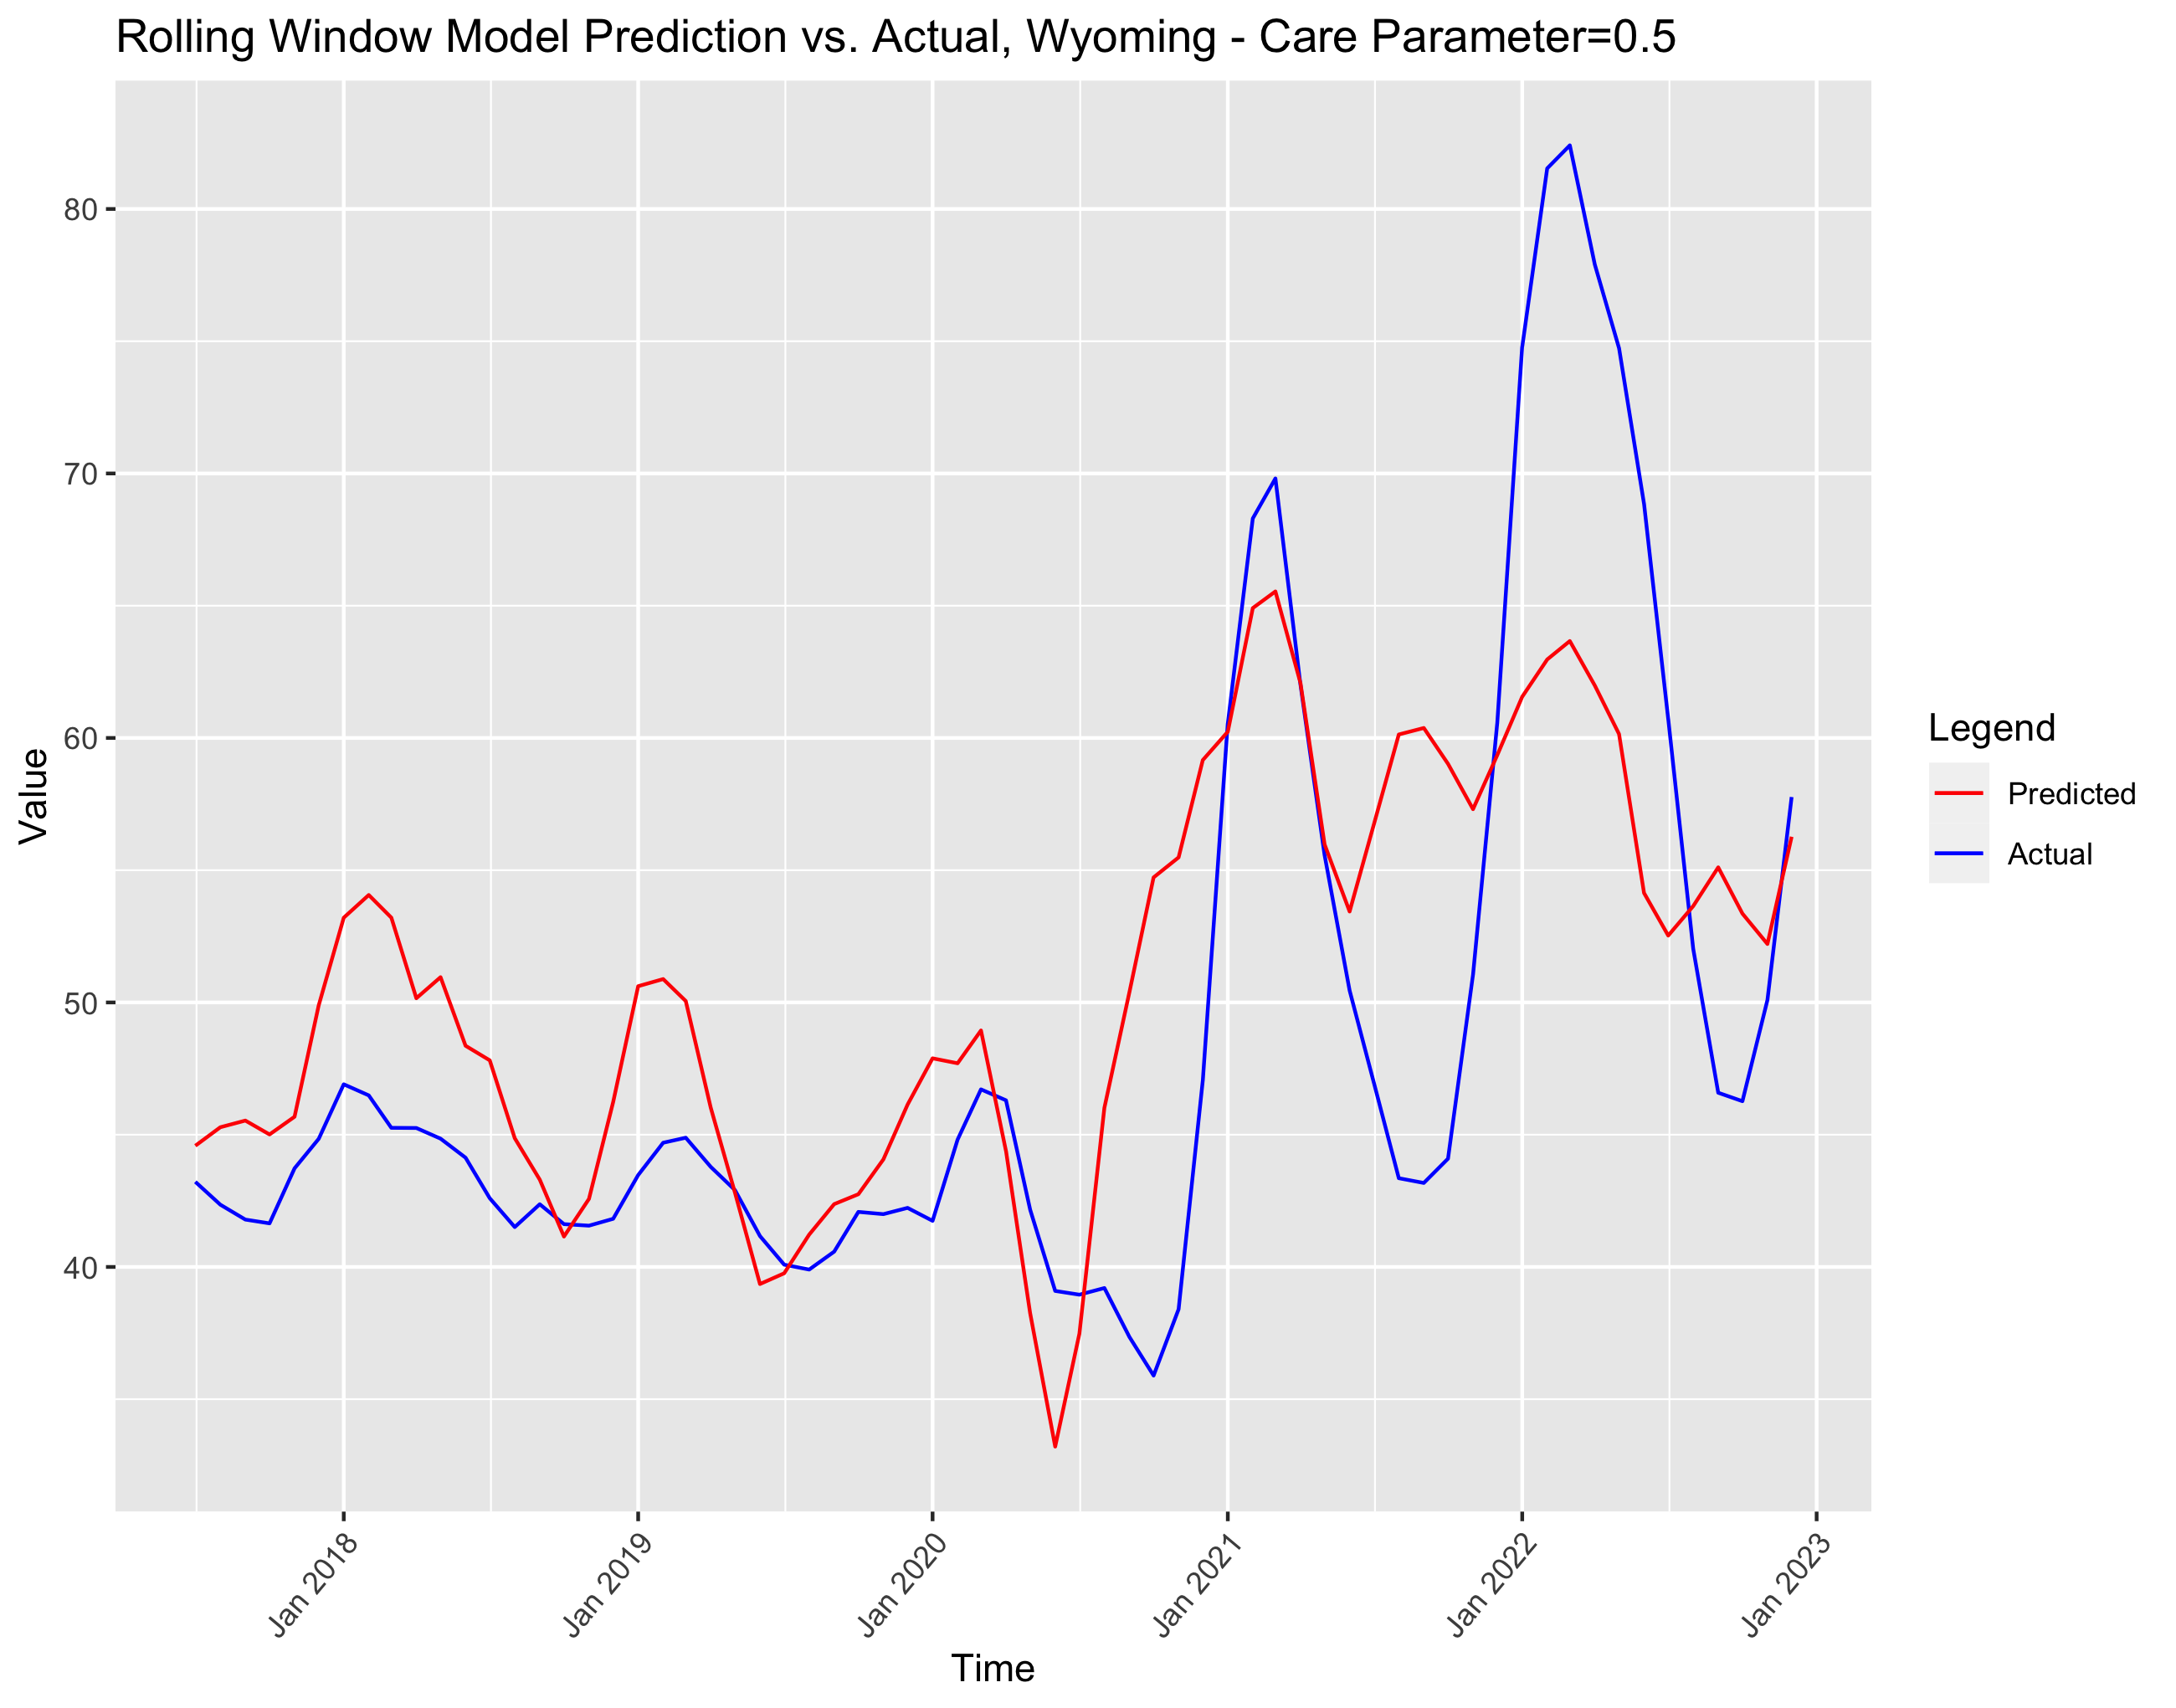 Rolling Window Model Prediction vs. Actual, Wyoming - Care Parameter=0.5
Value
80
70
60
50
40
Jan 2018
Jan 2019
Jan 2020
Jan 2021
Jan 2022
Jan 2023
Time
Legend
Predicted
Actual